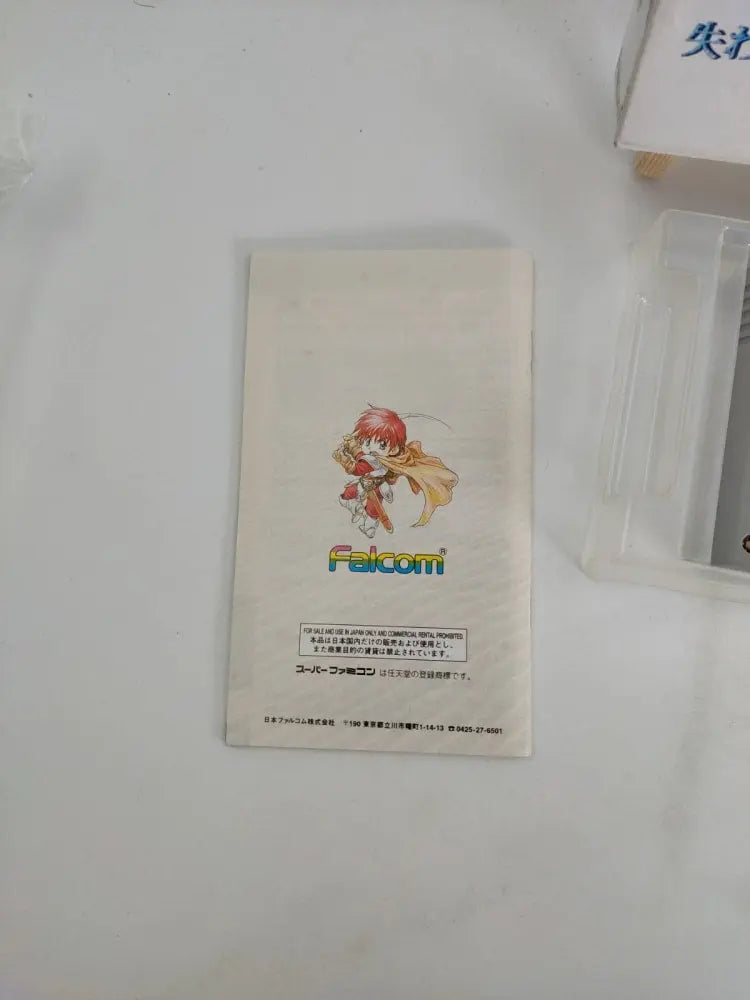 失わ
Falcom®
FOR SALE AND USE IN JAPAN ONLY AND COMMERCIAL RENTAL PROHIBITED.
本品は日本国内だけの販売および使用とし、
また商業目的の賃貸は禁止されています。
スーパーファミコン は任天堂の登録商標です。
日本ファルコム株式会社 〒190 東京都立川市曙町1-14-13 ☎0425-27-6501